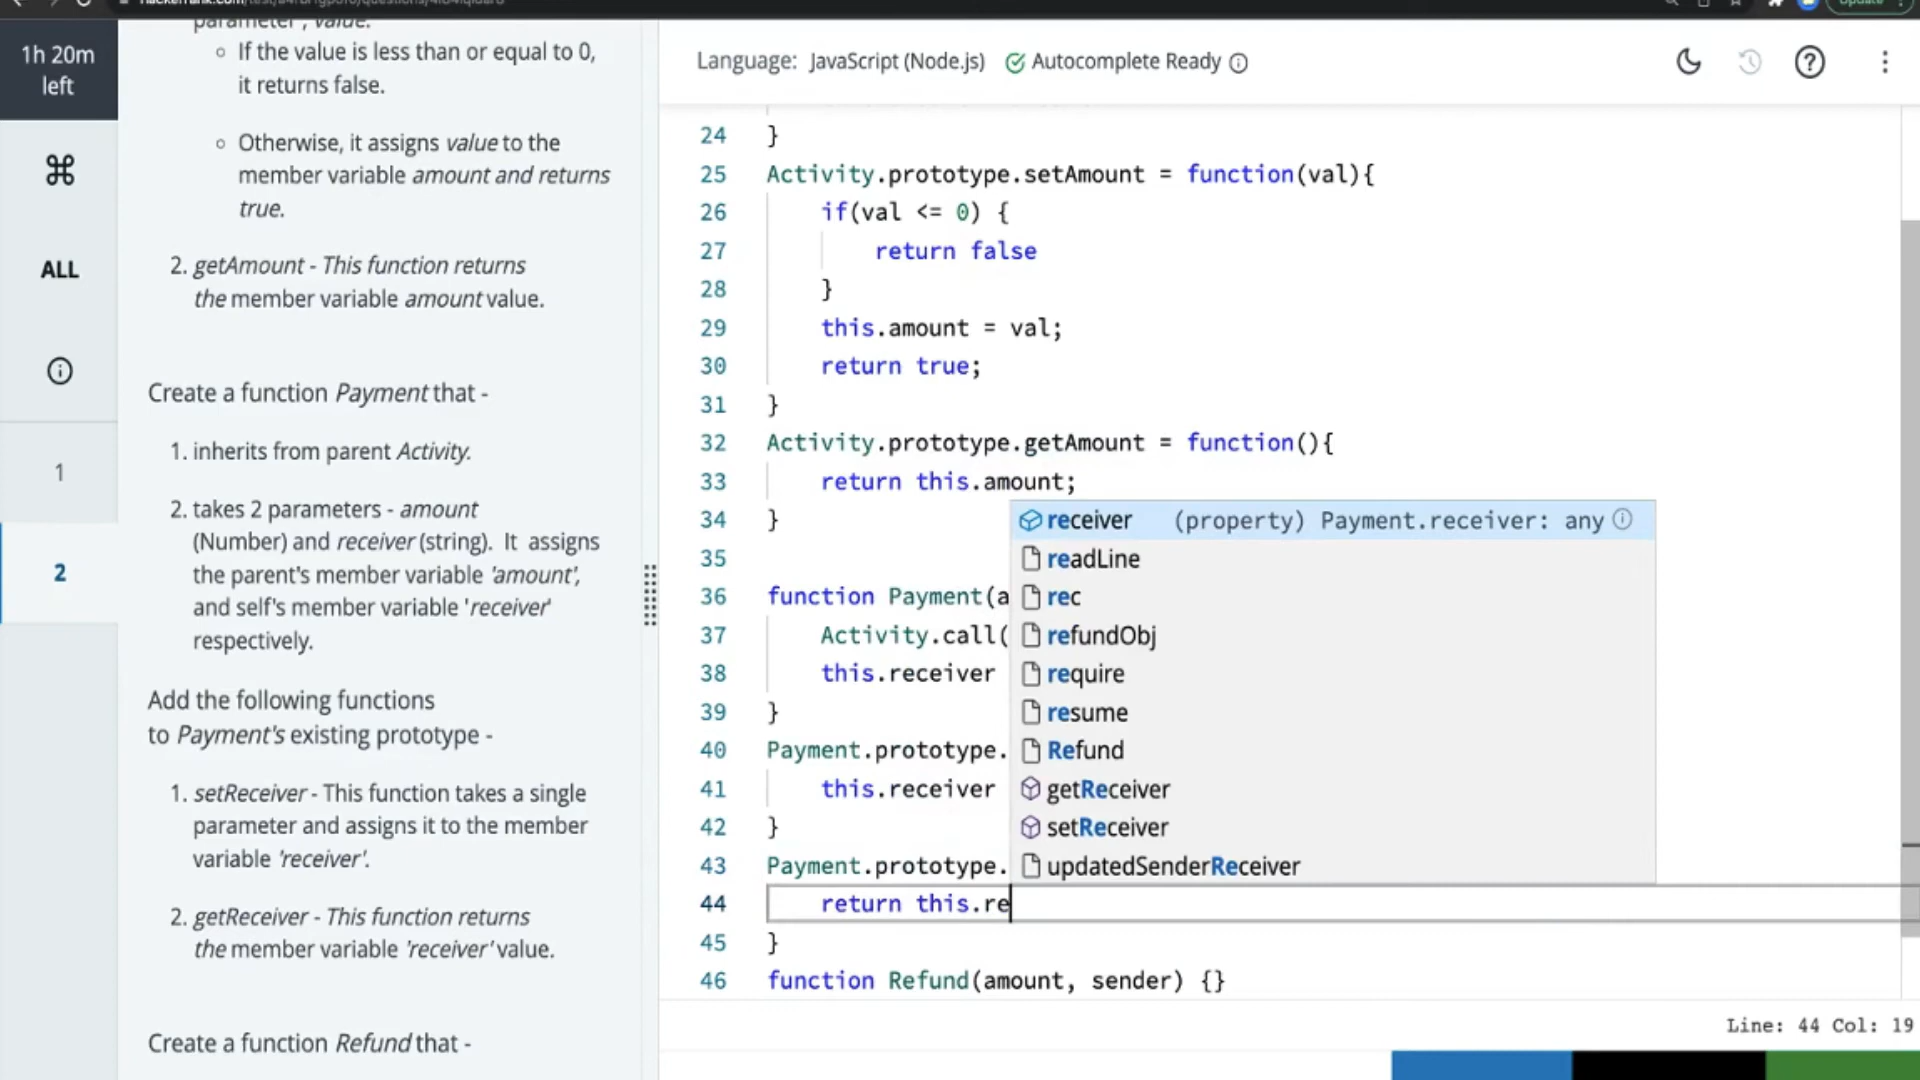 Update
1h 20m
left
ALL
1
2
parameter, value.
If the value is less than or equal to 0,
it returns false.
Otherwise, it assigns value to the
member variable amount and returns
true.
2. getAmount - This function returns
the member variable amount value.
Create a function Payment that -
1. inherits from parent Activity.
2. takes 2 parameters - amount
(Number) and receiver (string). It assigns
the parent's member variable 'amount',
and self's member variable 'receiver'
respectively.
Add the following functions
to Payment's existing prototype -
1. setReceiver - This function takes a single
parameter and assigns it to the member
variable 'receiver'.
2. getReceiver - This function returns
the member variable 'receiver' value.
Create a function Refund that -
Language: JavaScript (Node.js) Autocomplete Ready
24 }
25 Activity.prototype.setAmount = function(val){
26 if(val <= 0) {
27 return false
28 }
29 this.amount = val;
30 return true;
31 }
32 Activity.prototype.getAmount = function(){
33 return this.amount;
34 }
35
36 function Payment(a
37 Activity.call(
38 this.receiver
39 }
40 Payment.prototype.
41 this.receiver
42 }
43 Payment.prototype.
44 return this.re
45 }
46 function Refund(amount, sender) {}
receiver (property) Payment.receiver: any
readLine
rec
refundObj
require
resume
Refund
getReceiver
setReceiver
updatedSenderReceiver
Line: 44 Col: 19